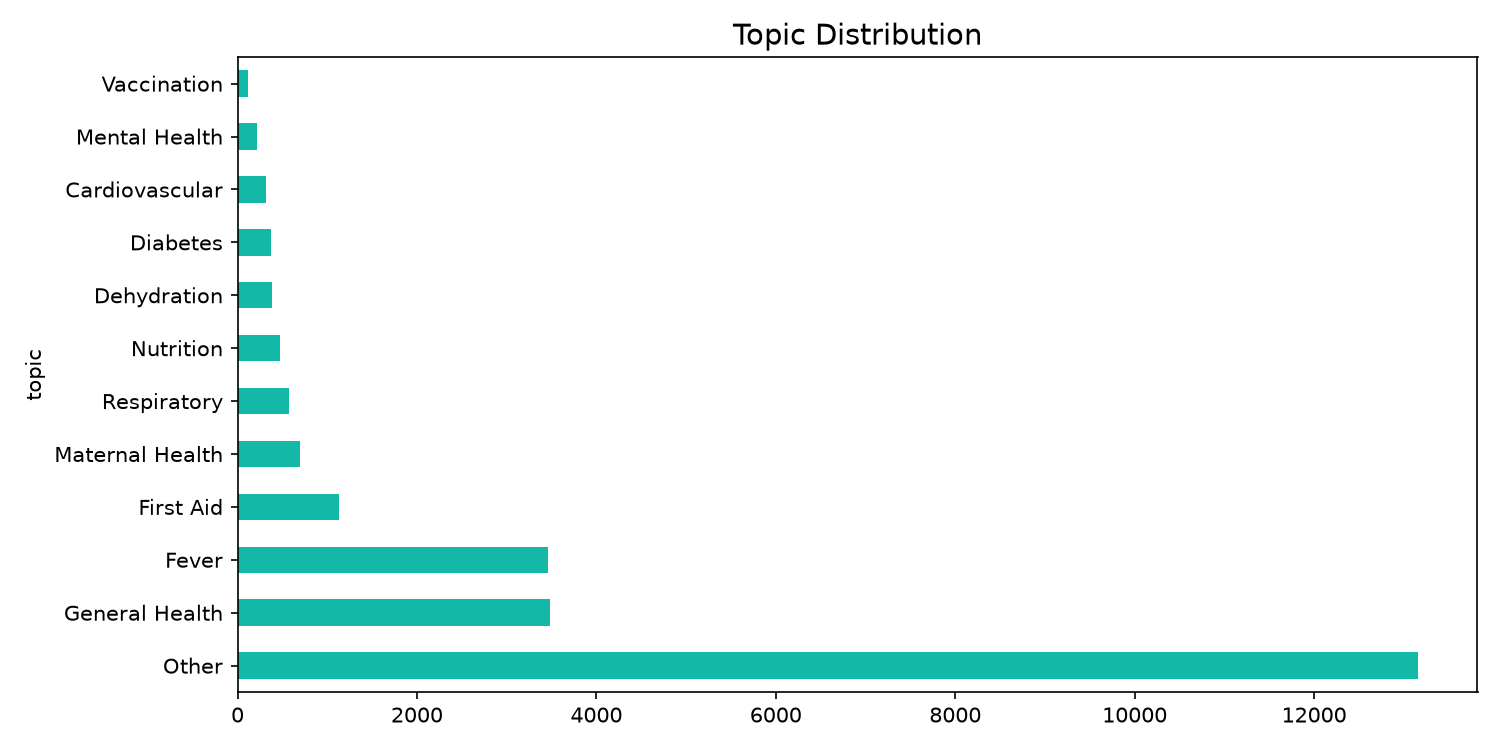 Topic Distribution
topic
Vaccination
Mental Health
Cardiovascular
Diabetes
Dehydration
Nutrition
Respiratory
Maternal Health
First Aid
Fever
General Health
Other
0 2000 4000 6000 8000 10000 12000